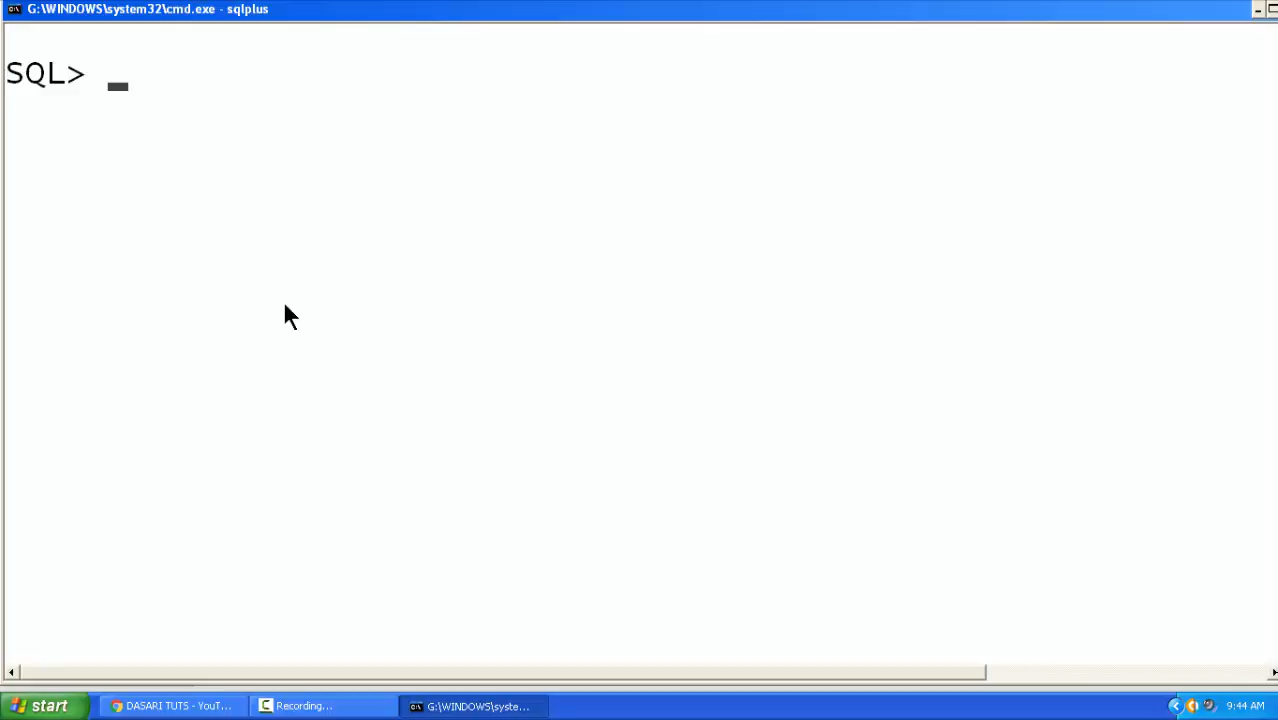 G:\WINDOWS\system32\cmd.exe - sqlplus
SQL>
start
DASARI TUTS - YouT...
Recording...
G:\WINDOWS\syste...
9:44 AM